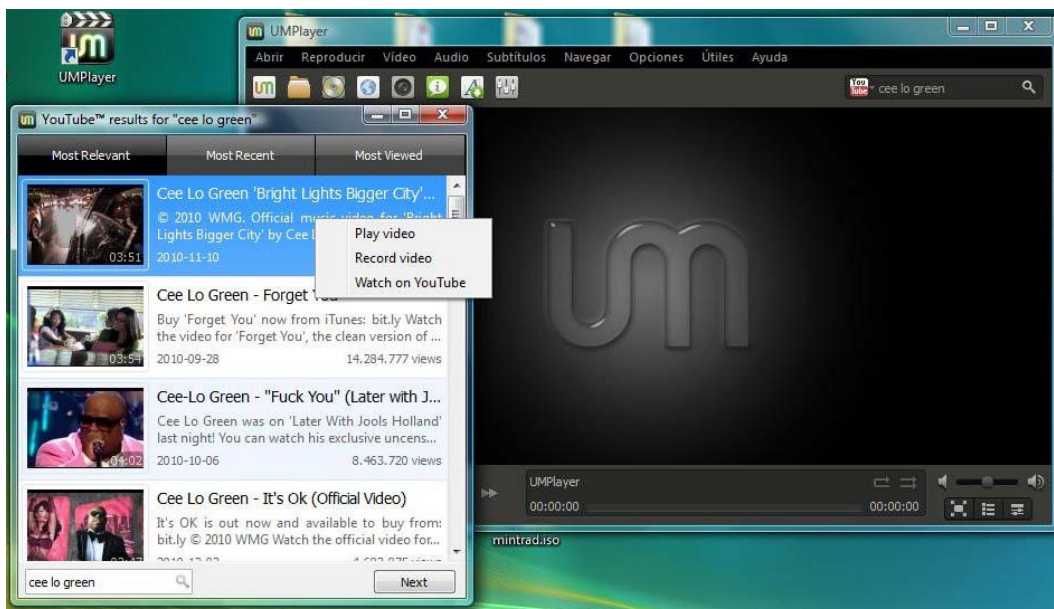 UMPlayer
UMPlayer
Abrir Reproducir Vídeo Audio Subtítulos Navegar Opciones Útiles Ayuda
You Tube cee lo green
YouTube™ results for "cee lo green"
Most Relevant Most Recent Most Viewed
Cee Lo Green 'Bright Lights Bigger City'...
© 2010 WMG. Official music video for 'Bright
Lights Bigger City' by Cee L
03:51 2010-11-10
Play video
Record video
Watch on YouTube
Cee Lo Green - Forget You
Buy 'Forget You' now from iTunes: bit.ly Watch
the video for 'Forget You', the clean version of ...
03:54 2010-09-28 14.284.777 views
Cee-Lo Green - "Fuck You" (Later with J...
Cee Lo Green was on 'Later With Jools Holland'
last night! You can watch his exclusive uncens...
04:02 2010-10-06 8.463.720 views
Cee Lo Green - It's Ok (Official Video)
It's OK is out now and available to buy from:
bit.ly © 2010 WMG Watch the official video for...
cee lo green Next
um
UMPlayer
00:00:00 00:00:00
mintrad.iso